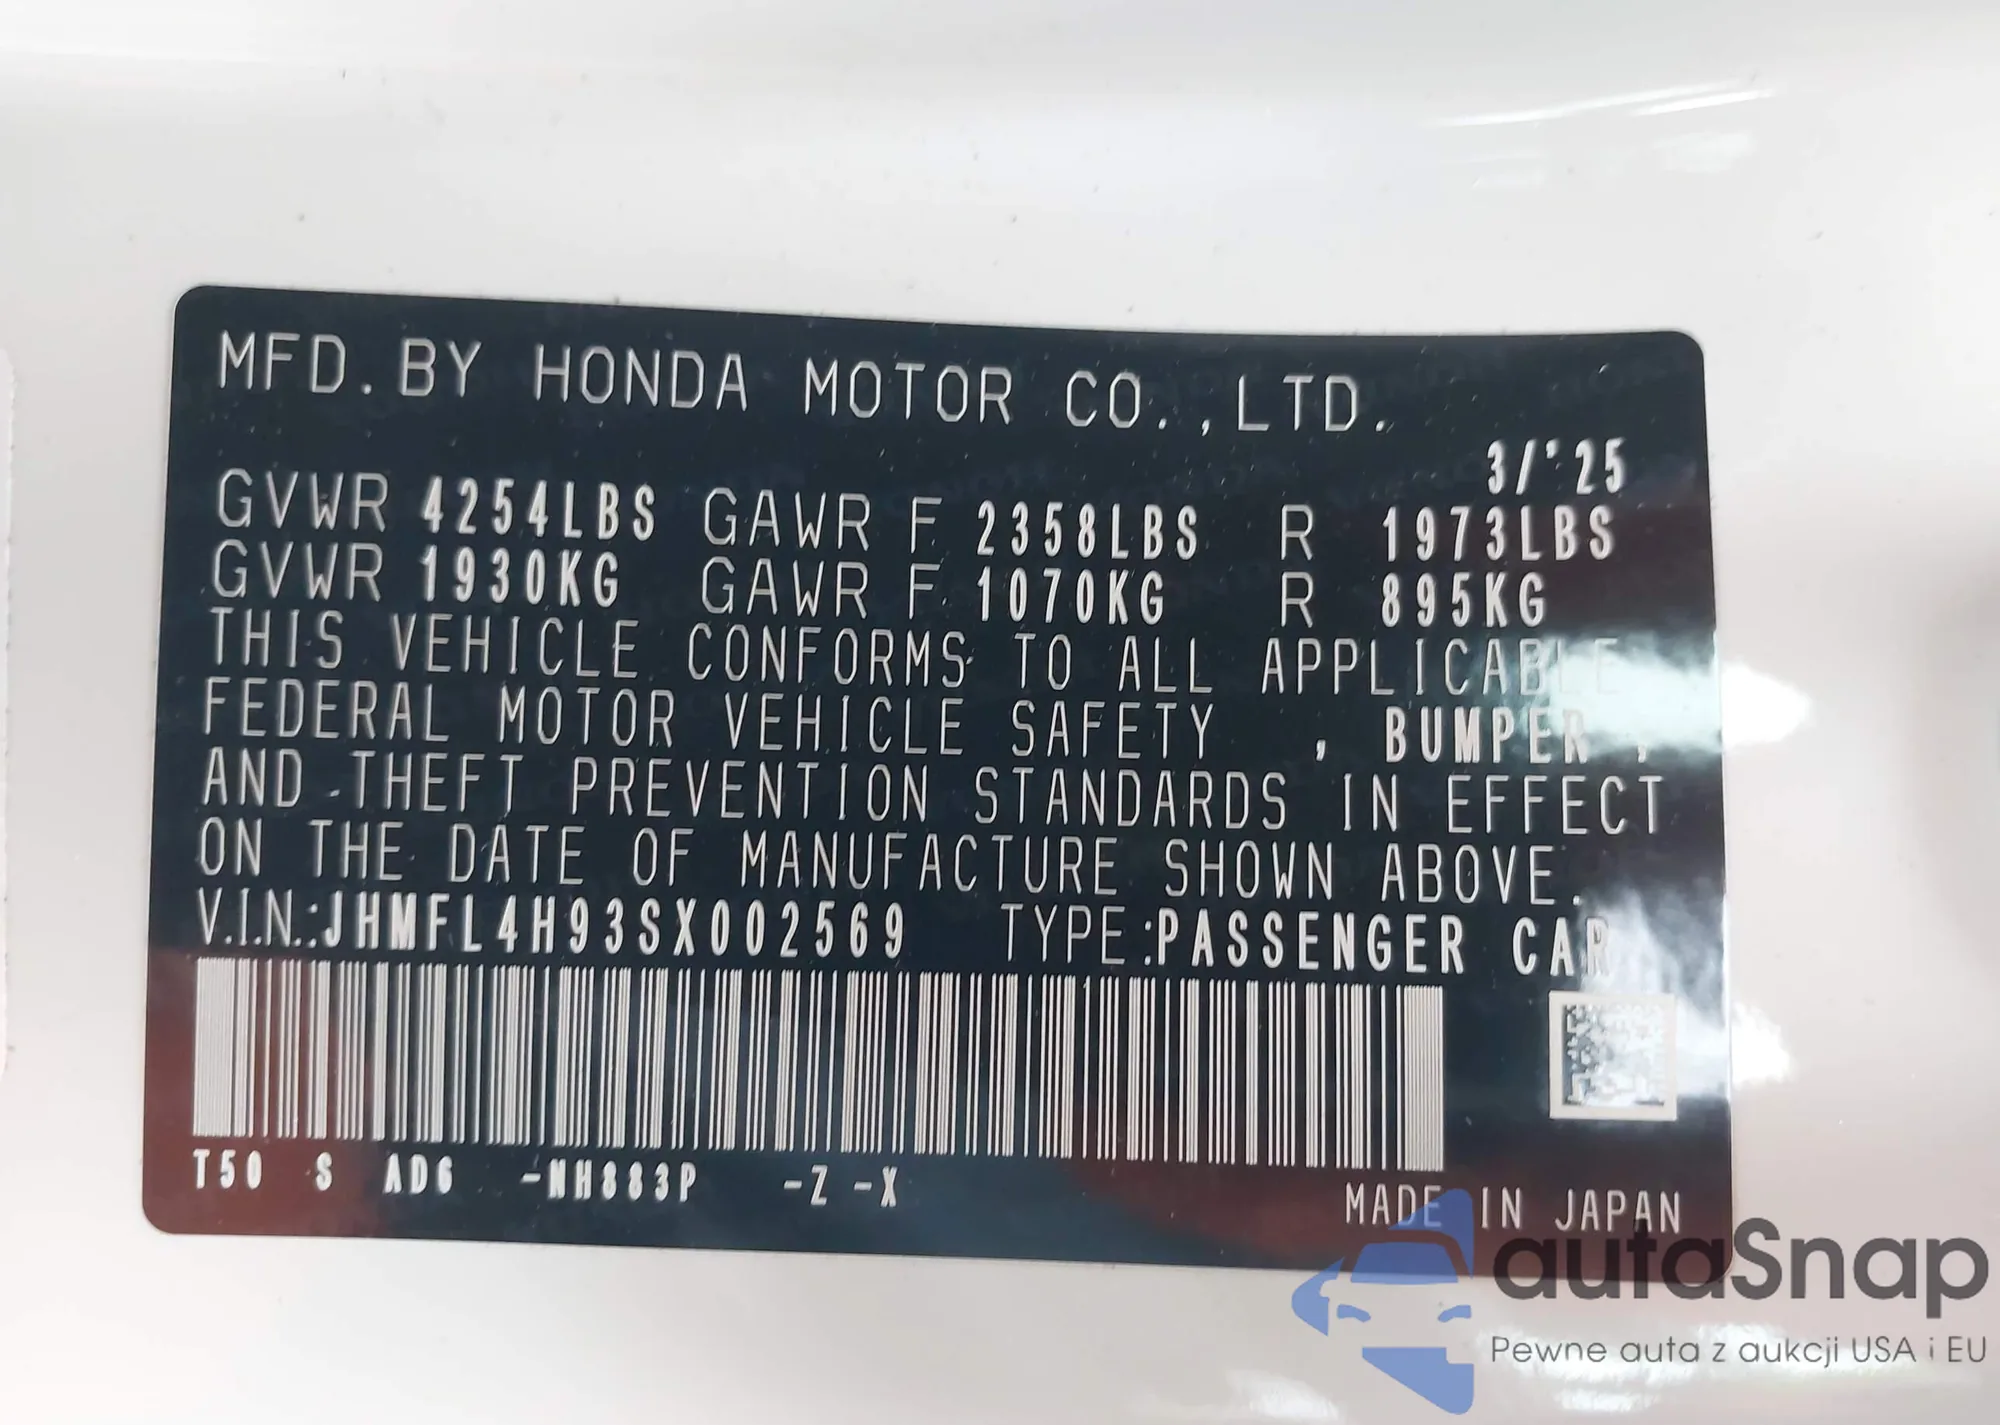 MFD. BY HONDA MOTOR CO., LTD.
3/'25
GVWR 4254LBS GAWR F 2358LBS R 1973LBS
GVWR 1930KG GAWR F 1070KG R 895KG
THIS VEHICLE CONFORMS TO ALL APPLICABLE
FEDERAL MOTOR VEHICLE SAFETY , BUMPER ,
AND THEFT PREVENTION STANDARDS IN EFFECT
ON THE DATE OF MANUFACTURE SHOWN ABOVE.
V.I.N.:JHMFL4H93SX002569 TYPE:PASSENGER CAR
T50 S AD6 -NH883P -Z -X
MADE IN JAPAN
autaSnap
Pewne auta z aukcji USA i EU